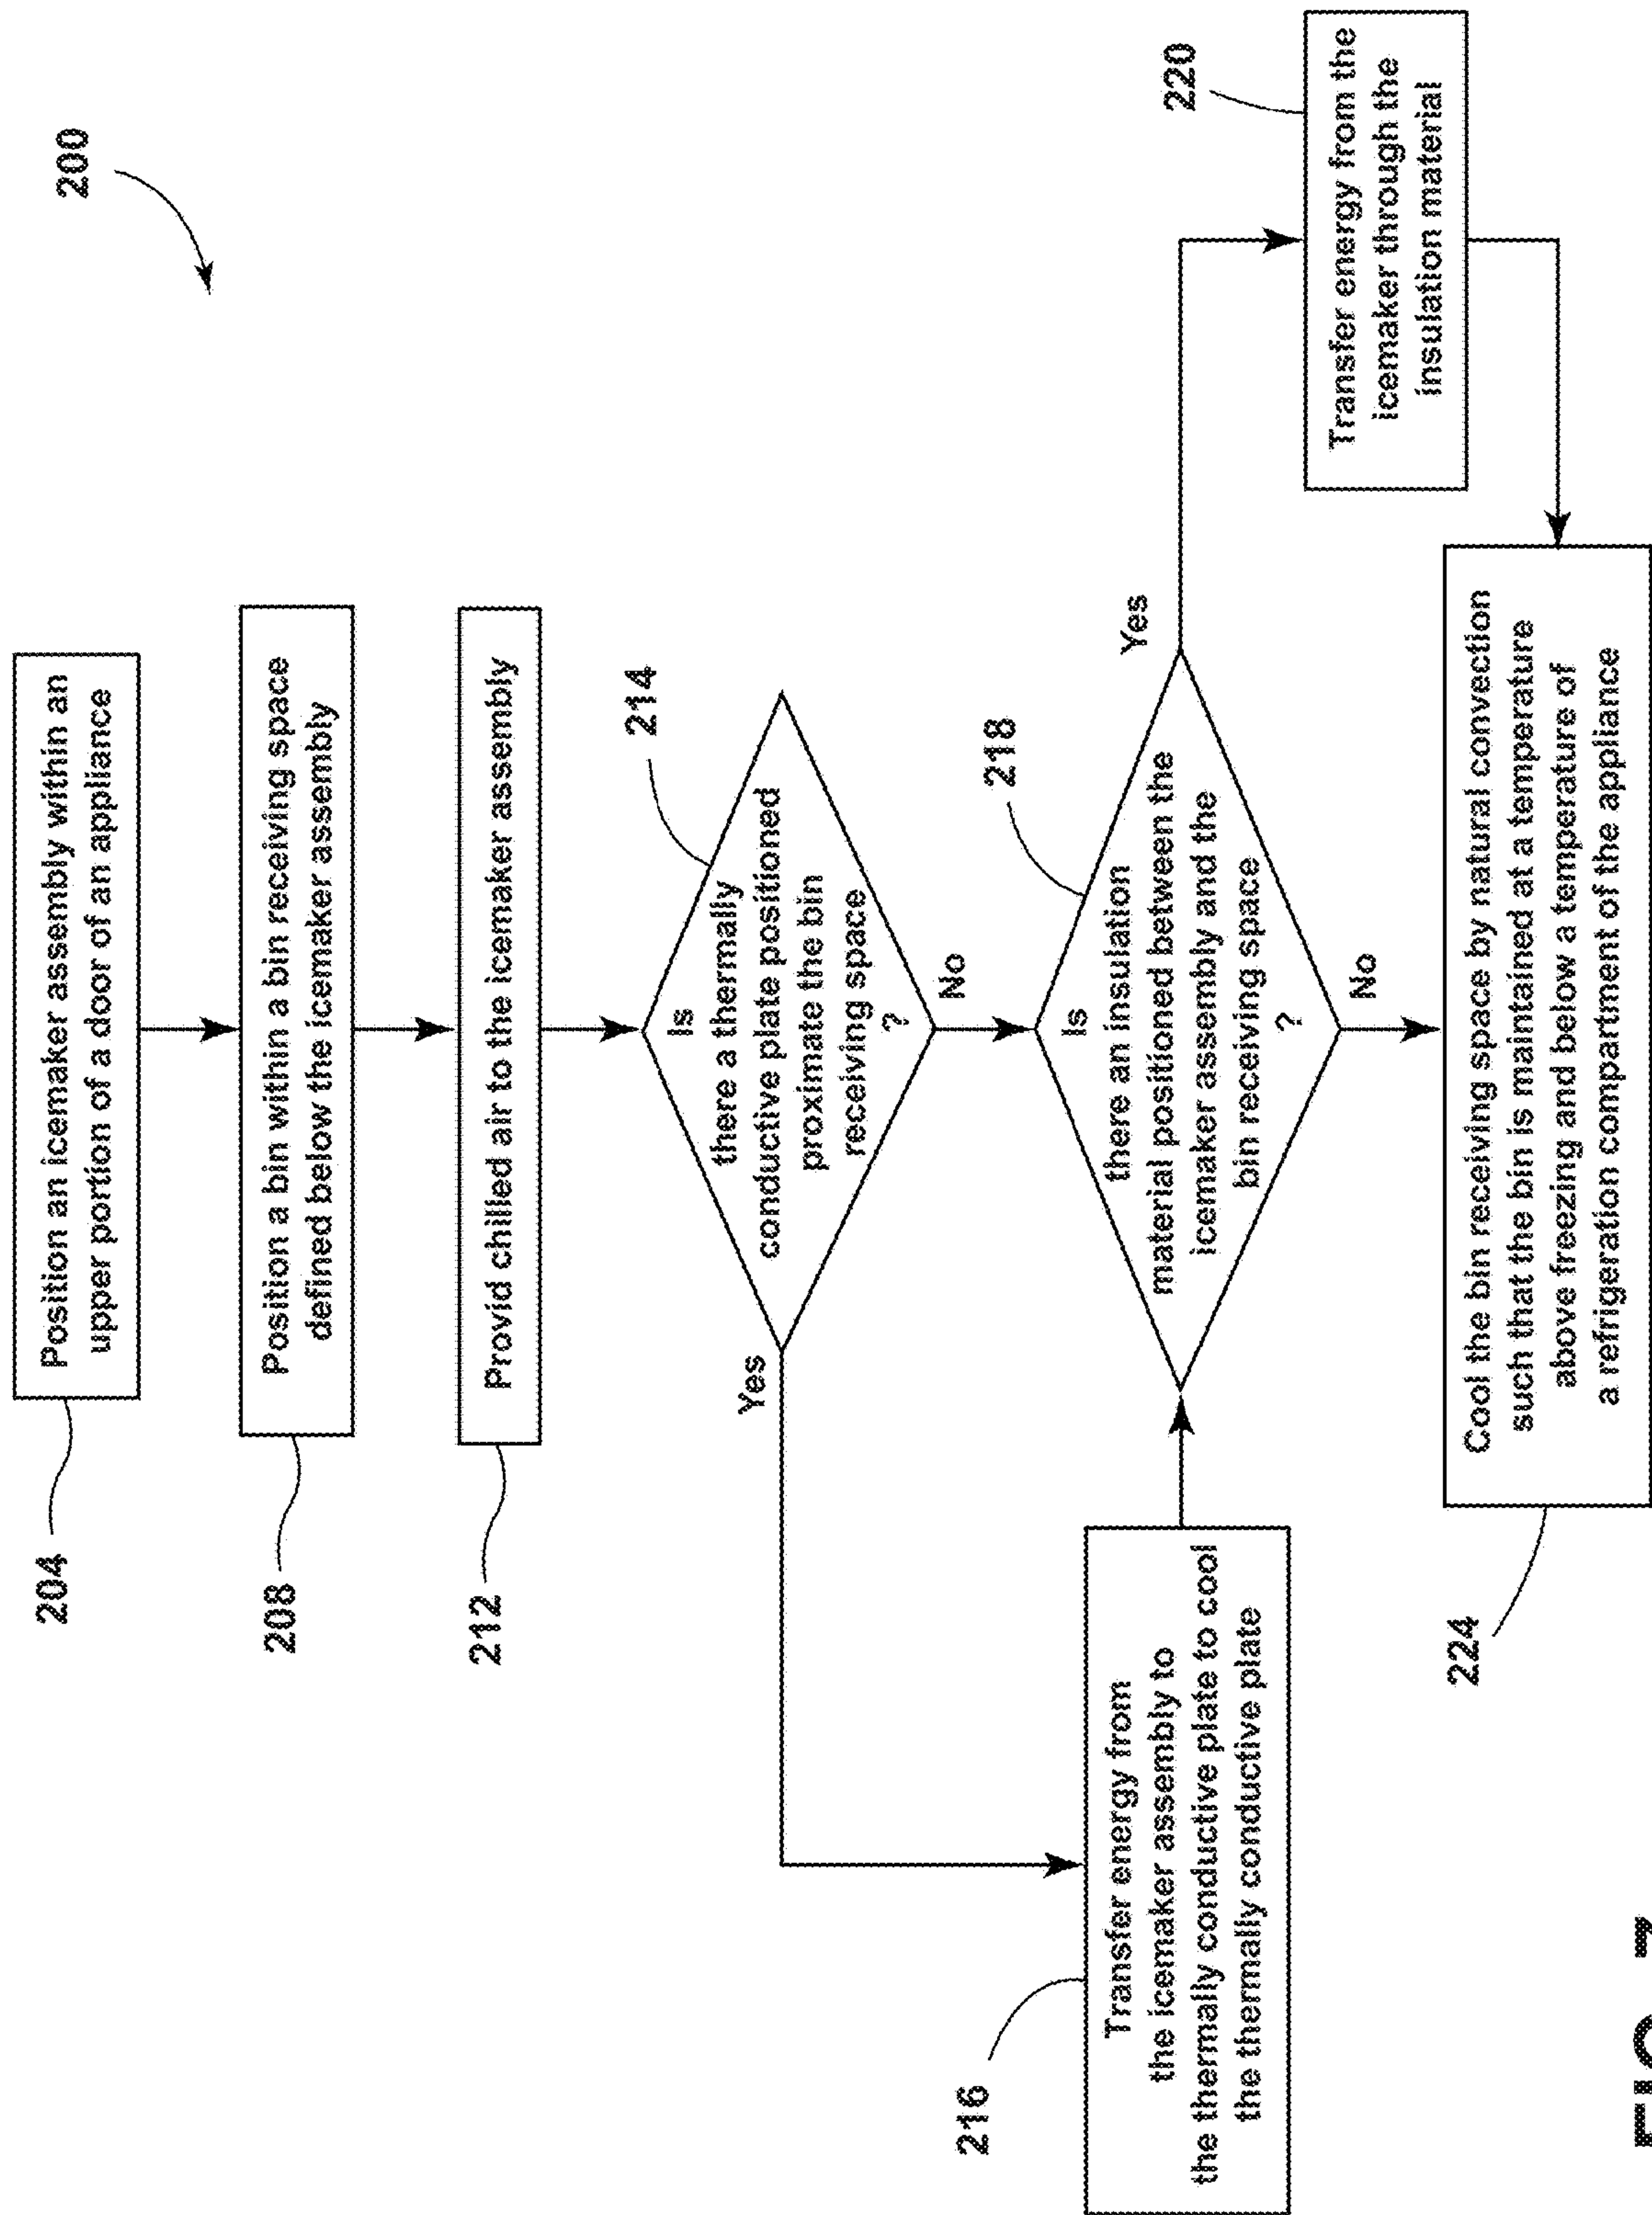 200
204
Position an icemaker assembly within an
upper portion of a door of an appliance
208
Position a bin within a bin receiving space
defined below the icemaker assembly
212
Provid chilled air to the icemaker assembly
214
Is
there a thermally
conductive plate positioned
proximate the bin
receiving space
?
Yes
No
216
Transfer energy from
the icemaker assembly to
the thermally conductive plate to cool
the thermally conductive plate
218
Is
there an insulation
material positioned between the
icemaker assembly and the
bin receiving space
?
Yes
No
220
Transfer energy from the
icemaker through the
insulation material
224
Cool the bin receiving space by natural convection
such that the bin is maintained at a temperature
above freezing and below a temperature of
a refrigeration compartment of the appliance